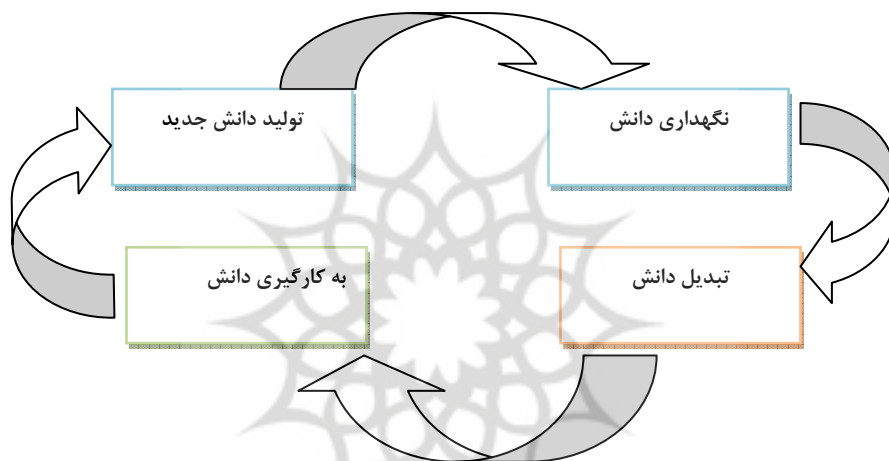 تولید دانش جدید
نگهداری دانش
تبدیل دانش
به کارگیری دانش